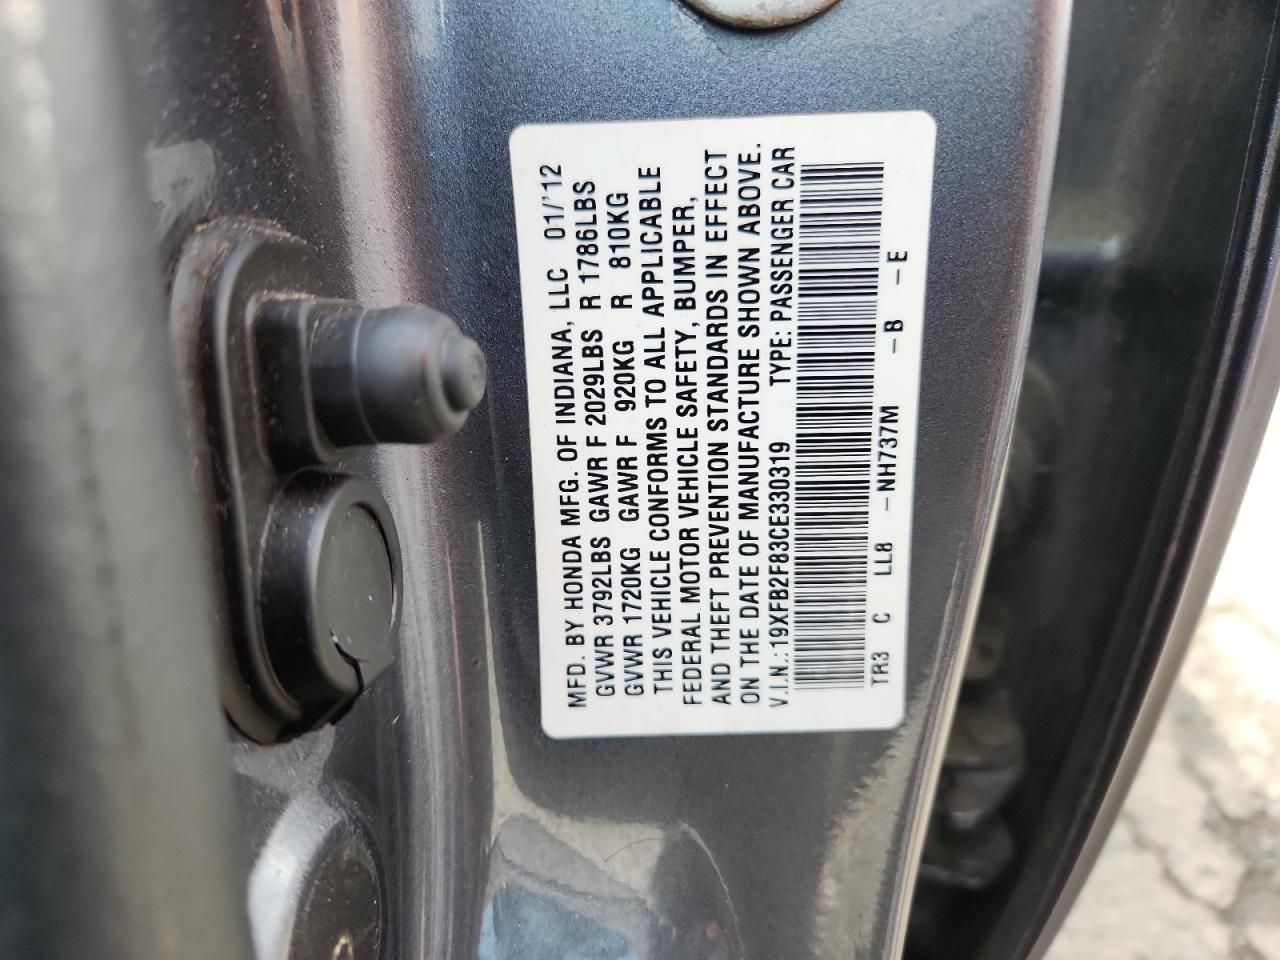 MFD. BY HONDA MFG. OF INDIANA, LLC 01/'12
GVWR 3792LBS GAWR F 2029LBS R 1786LBS
GVWR 1720KG GAWR F 920KG R 810KG
THIS VEHICLE CONFORMS TO ALL APPLICABLE
FEDERAL MOTOR VEHICLE SAFETY, BUMPER,
AND THEFT PREVENTION STANDARDS IN EFFECT
ON THE DATE OF MANUFACTURE SHOWN ABOVE.
V.I.N.: 19XFB2F83CE330319 TYPE: PASSENGER CAR
TR3 C LL8 -NH737M -B -E